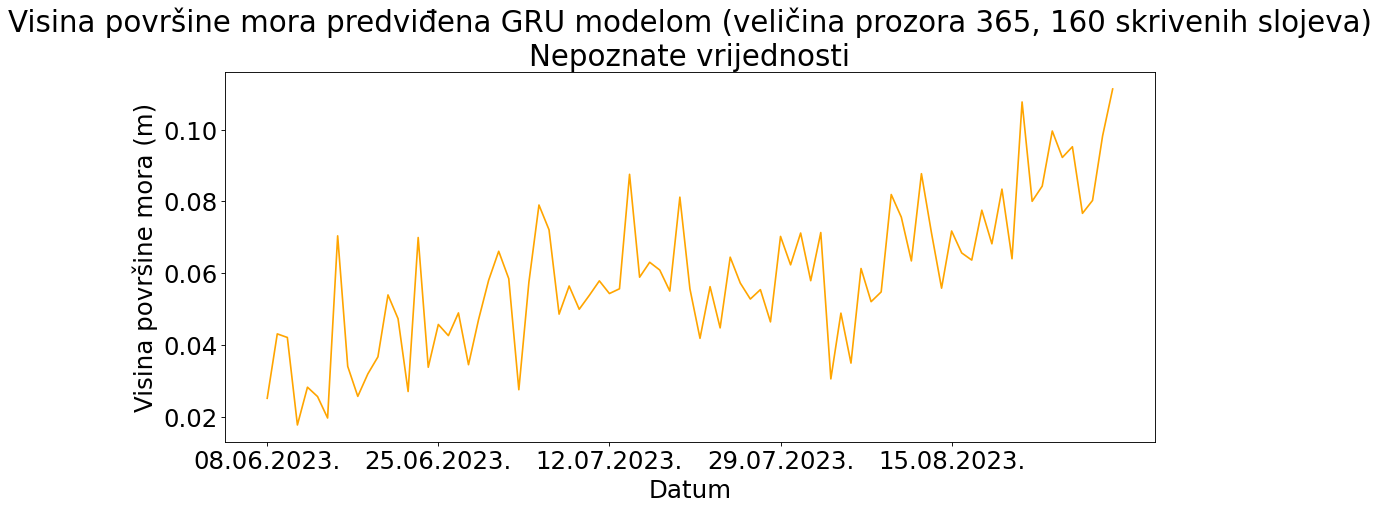 Visina površine mora predviđena GRU modelom (veličina prozora 365, 160 skrivenih slojeva)
Nepoznate vrijednosti
Visina površine mora (m)
0.10
0.08
0.06
0.04
0.02
08.06.2023. 25.06.2023. 12.07.2023. 29.07.2023. 15.08.2023.
Datum